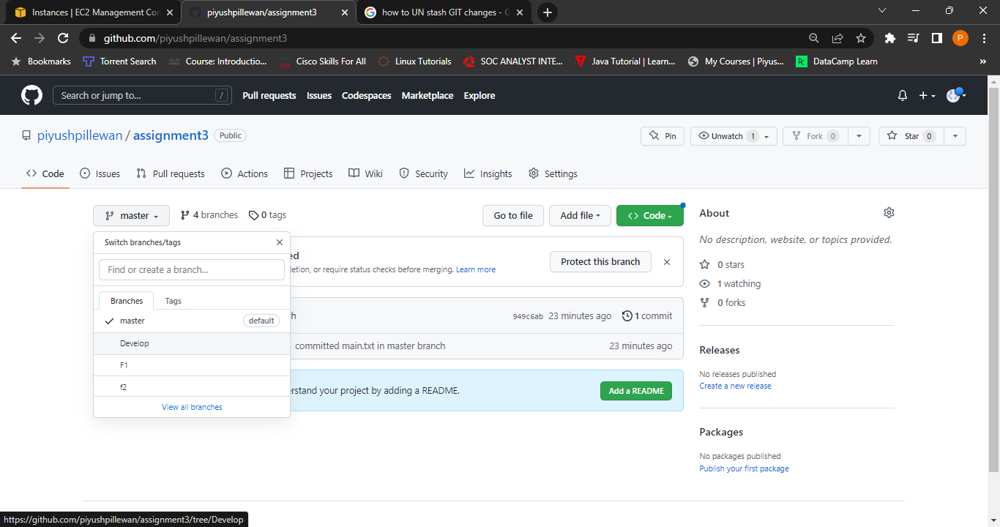 Instances | EC2 Management Con
piyushpillewan/assignment3
how to UN stash GIT changes - G
github.com/piyushpillewan/assignment3
P
Bookmarks
Torrent Search
Course: Introductio...
Cisco Skills For All
Linux Tutorials
SOC ANALYST INTE...
Java Tutorial | Learn...
My Courses | Piyus...
DataCamp Learn
»
Search or jump to...
/
Pull requests
Issues
Codespaces
Marketplace
Explore
piyushpillewan / assignment3
Public
Pin
Unwatch 1
Fork 0
Star 0
Code
Issues
Pull requests
Actions
Projects
Wiki
Security
Insights
Settings
master
4 branches
0 tags
Go to file
Add file
Code
Switch branches/tags
Find or create a branch...
Branches
Tags
master
default
Develop
F1
f2
View all branches
ed
etion, or require status checks before merging. Learn more
Protect this branch
h
949c6ab 23 minutes ago
1 commit
committed main.txt in master branch
23 minutes ago
erstand your project by adding a README.
Add a README
About
No description, website, or topics provided.
0 stars
1 watching
0 forks
Releases
No releases published
Create a new release
Packages
No packages published
Publish your first package
https://github.com/piyushpillewan/assignment3/tree/Develop